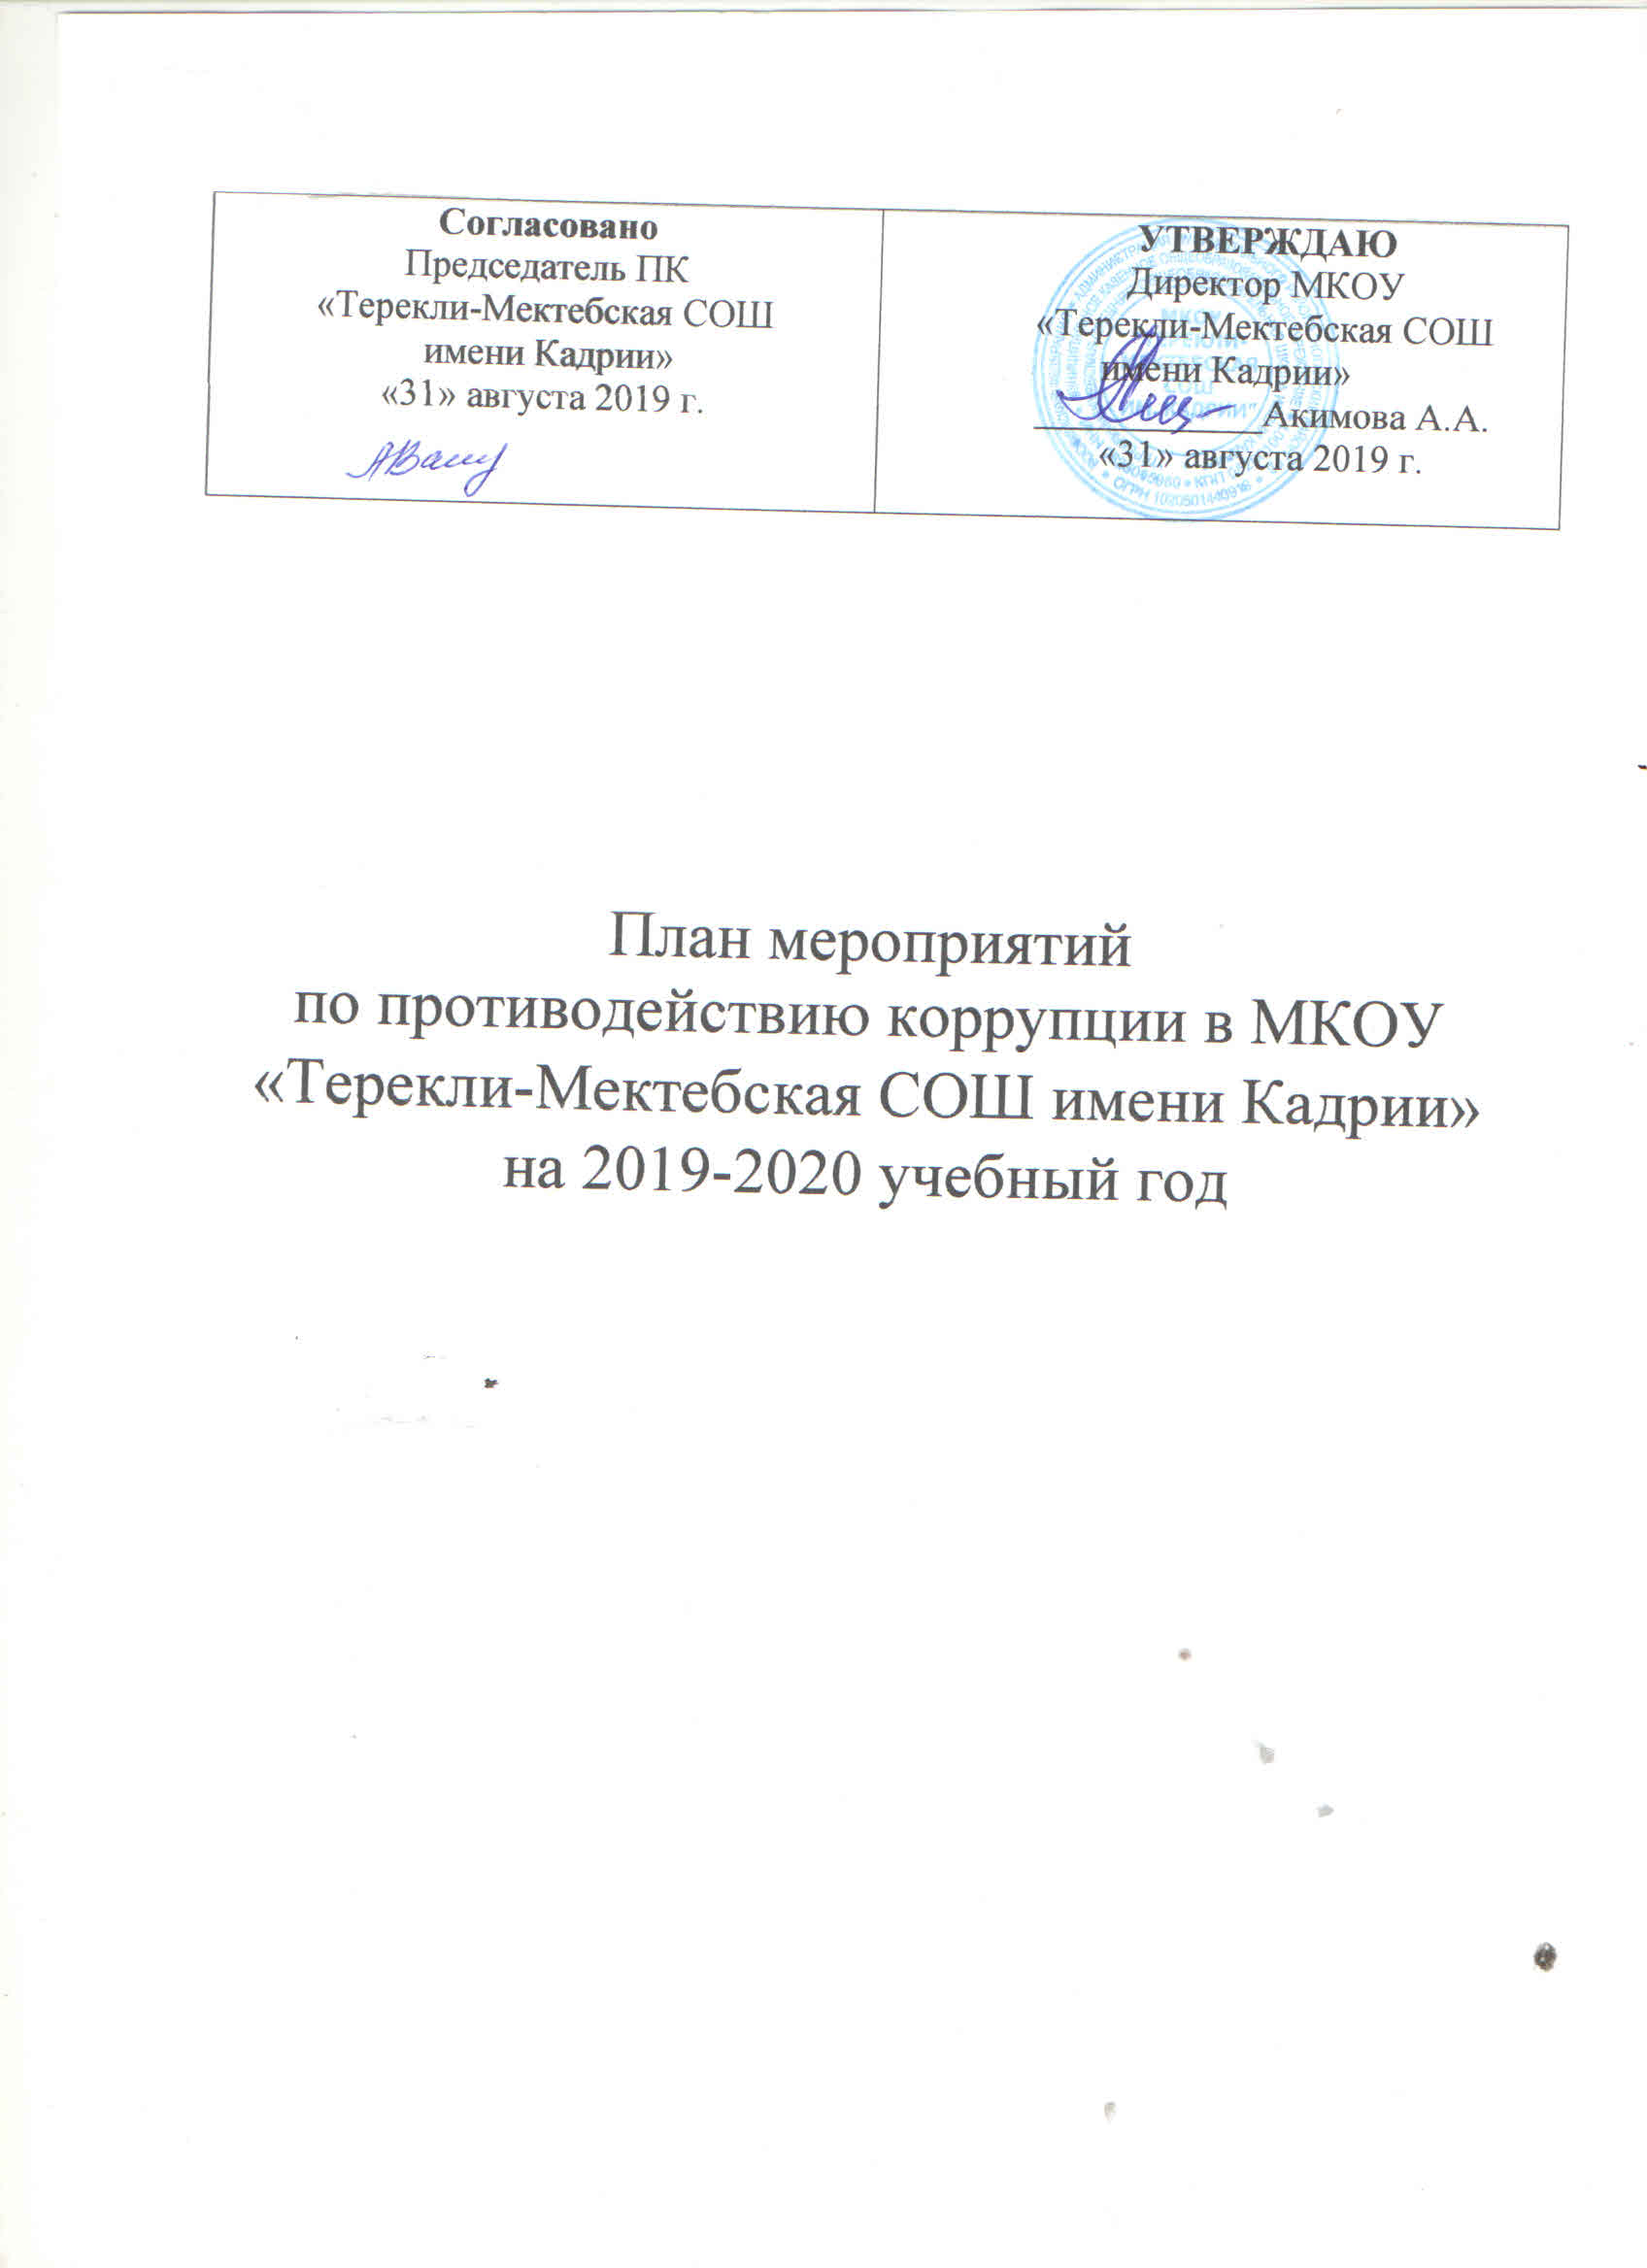 Согласовано
Председатель ПК
«Терекли-Мектебская СОШ
имени Кадрии»
«31» августа 2019 г.
УТВЕРЖДАЮ
Директор МКОУ
«Терекли-Мектебская СОШ
имени Кадрии»
Акимова А.А.
«31» августа 2019 г.
План мероприятий
по противодействию коррупции в МКОУ
«Терекли-Мектебская СОШ имени Кадрии»
на 2019-2020 учебный год